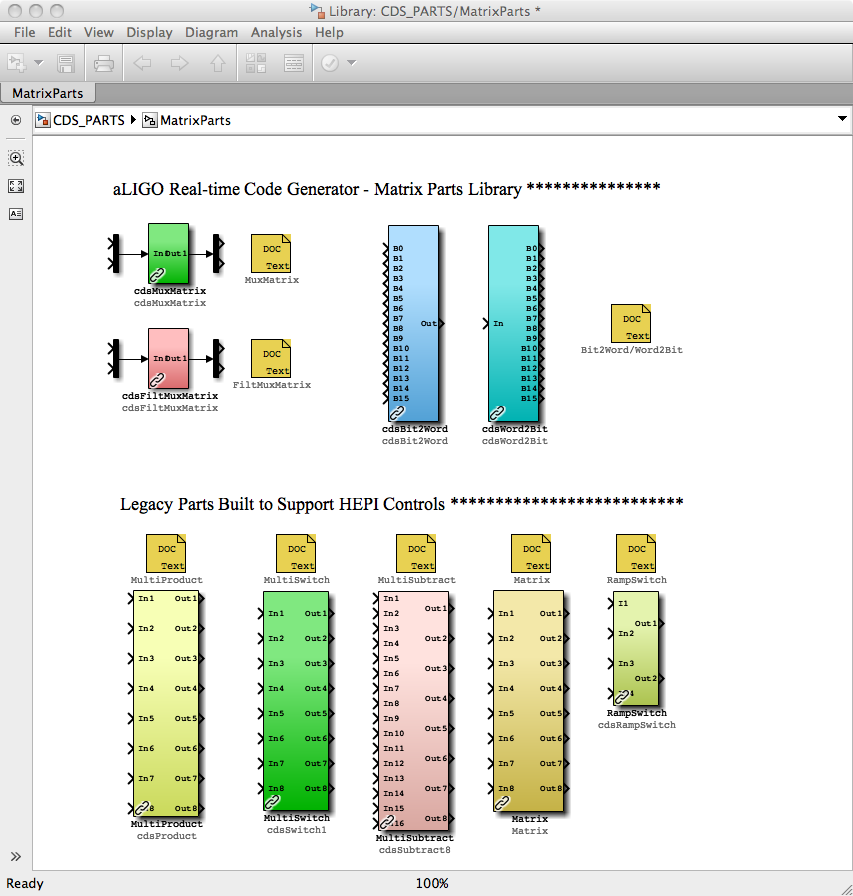 Library: CDS_PARTS/MatrixParts *
File Edit View Display Diagram Analysis Help
MatrixParts
CDS_PARTS MatrixParts
aLIGO Real-time Code Generator - Matrix Parts Library ***************
In1 Out1
cdsMuxMatrix
cdsMuxMatrix
DOC
Text
MuxMatrix
In1 Out1
cdsFiltMuxMatrix
cdsFiltMuxMatrix
DOC
Text
FiltMuxMatrix
B0
B1
B2
B3
B4
B5
B6
B7
B8
B9
B10
B11
B12
B13
B14
B15
Out
cdsBit2Word
cdsBit2Word
In
B0
B1
B2
B3
B4
B5
B6
B7
B8
B9
B10
B11
B12
B13
B14
B15
cdsWord2Bit
cdsWord2Bit
DOC
Text
Bit2Word/Word2Bit
Legacy Parts Built to Support HEPI Controls **************************
DOC
Text
MultiProduct
In1 Out1
In2 Out2
In3 Out3
In4 Out4
In5 Out5
In6 Out6
In7 Out7
8 Out8
MultiProduct
cdsProduct
DOC
Text
MultiSwitch
In1 Out1
In2 Out2
In3 Out3
In4 Out4
In5 Out5
In6 Out6
In7 Out7
In8 Out8
MultiSwitch
cdsSwitch1
DOC
Text
MultiSubtract
In1
In2
In3
In4
In5
In6
In7
In8
In9
In10
In11
In12
In13
In14
In15
16
Out1
Out2
Out3
Out4
Out5
Out6
Out7
Out8
MultiSubtract
cdsSubtract8
DOC
Text
Matrix
In1 Out1
In2 Out2
In3 Out3
In4 Out4
In5 Out5
In6 Out6
In7 Out7
In8 Out8
Matrix
Matrix
DOC
Text
RampSwitch
I1
Out1
In2
In3
Out2
4
RampSwitch
cdsRampSwitch
Ready 100%